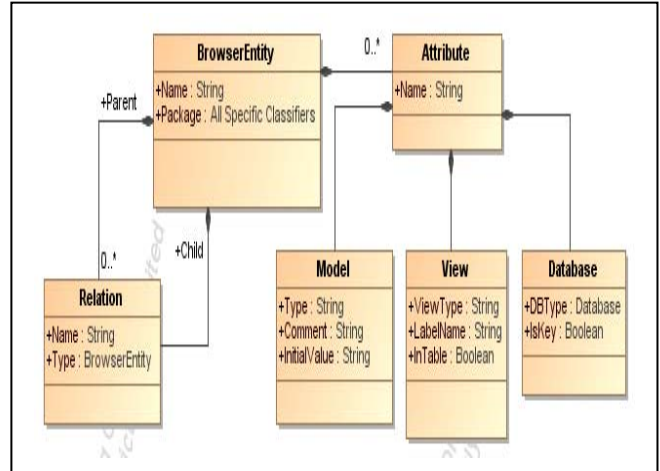 BrowserEntity
+Name : String
+Package : All Specific Classifiers
0..*
Attribute
+Name : String
+Parent
0..*
+Child
Relation
+Name : String
+Type : BrowserEntity
Model
+Type : String
+Comment : String
+InitialValue : String
View
+ViewType : String
+LabelName : String
+InTable : Boolean
Database
+DBType : Database
+IsKey : Boolean